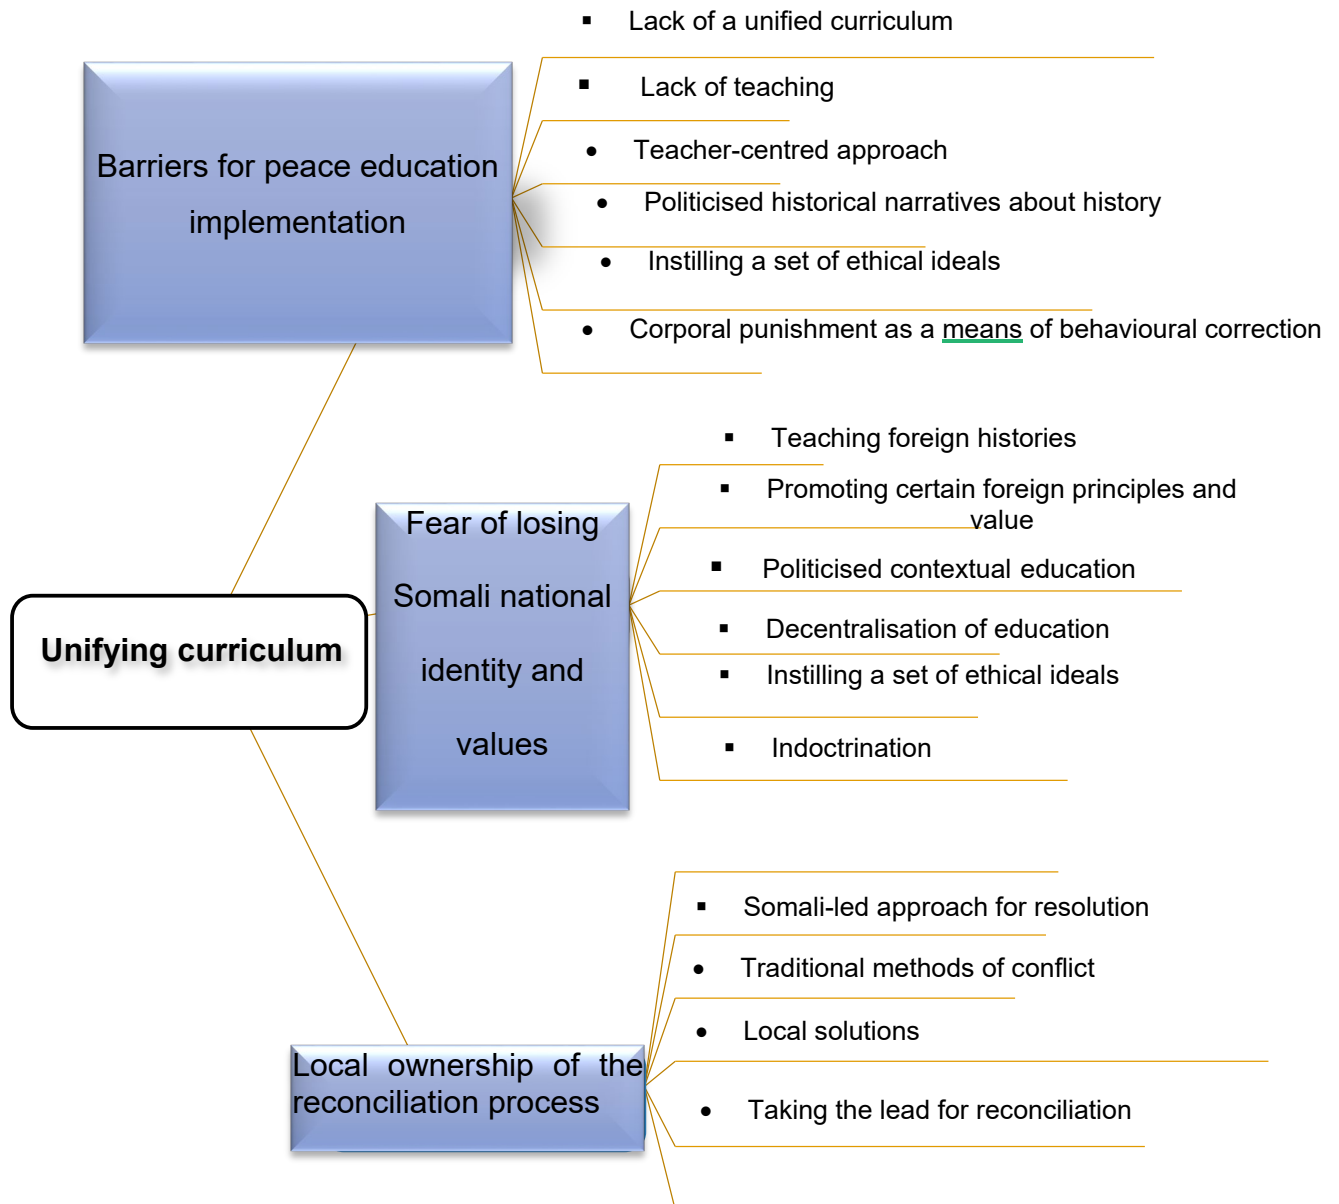 ▪ Lack of a unified curriculum
▪ Lack of teaching
Barriers for peace education
implementation
• Teacher-centred approach
• Politicised historical narratives about history
• Instilling a set of ethical ideals
• Corporal punishment as a means of behavioural correction
Unifying curriculum
Fear of losing
Somali national
identity and
values
▪ Teaching foreign histories
▪ Promoting certain foreign principles and
value
▪ Politicised contextual education
▪ Decentralisation of education
▪ Instilling a set of ethical ideals
▪ Indoctrination
Local ownership of the
reconciliation process
▪ Somali-led approach for resolution
• Traditional methods of conflict
• Local solutions
• Taking the lead for reconciliation